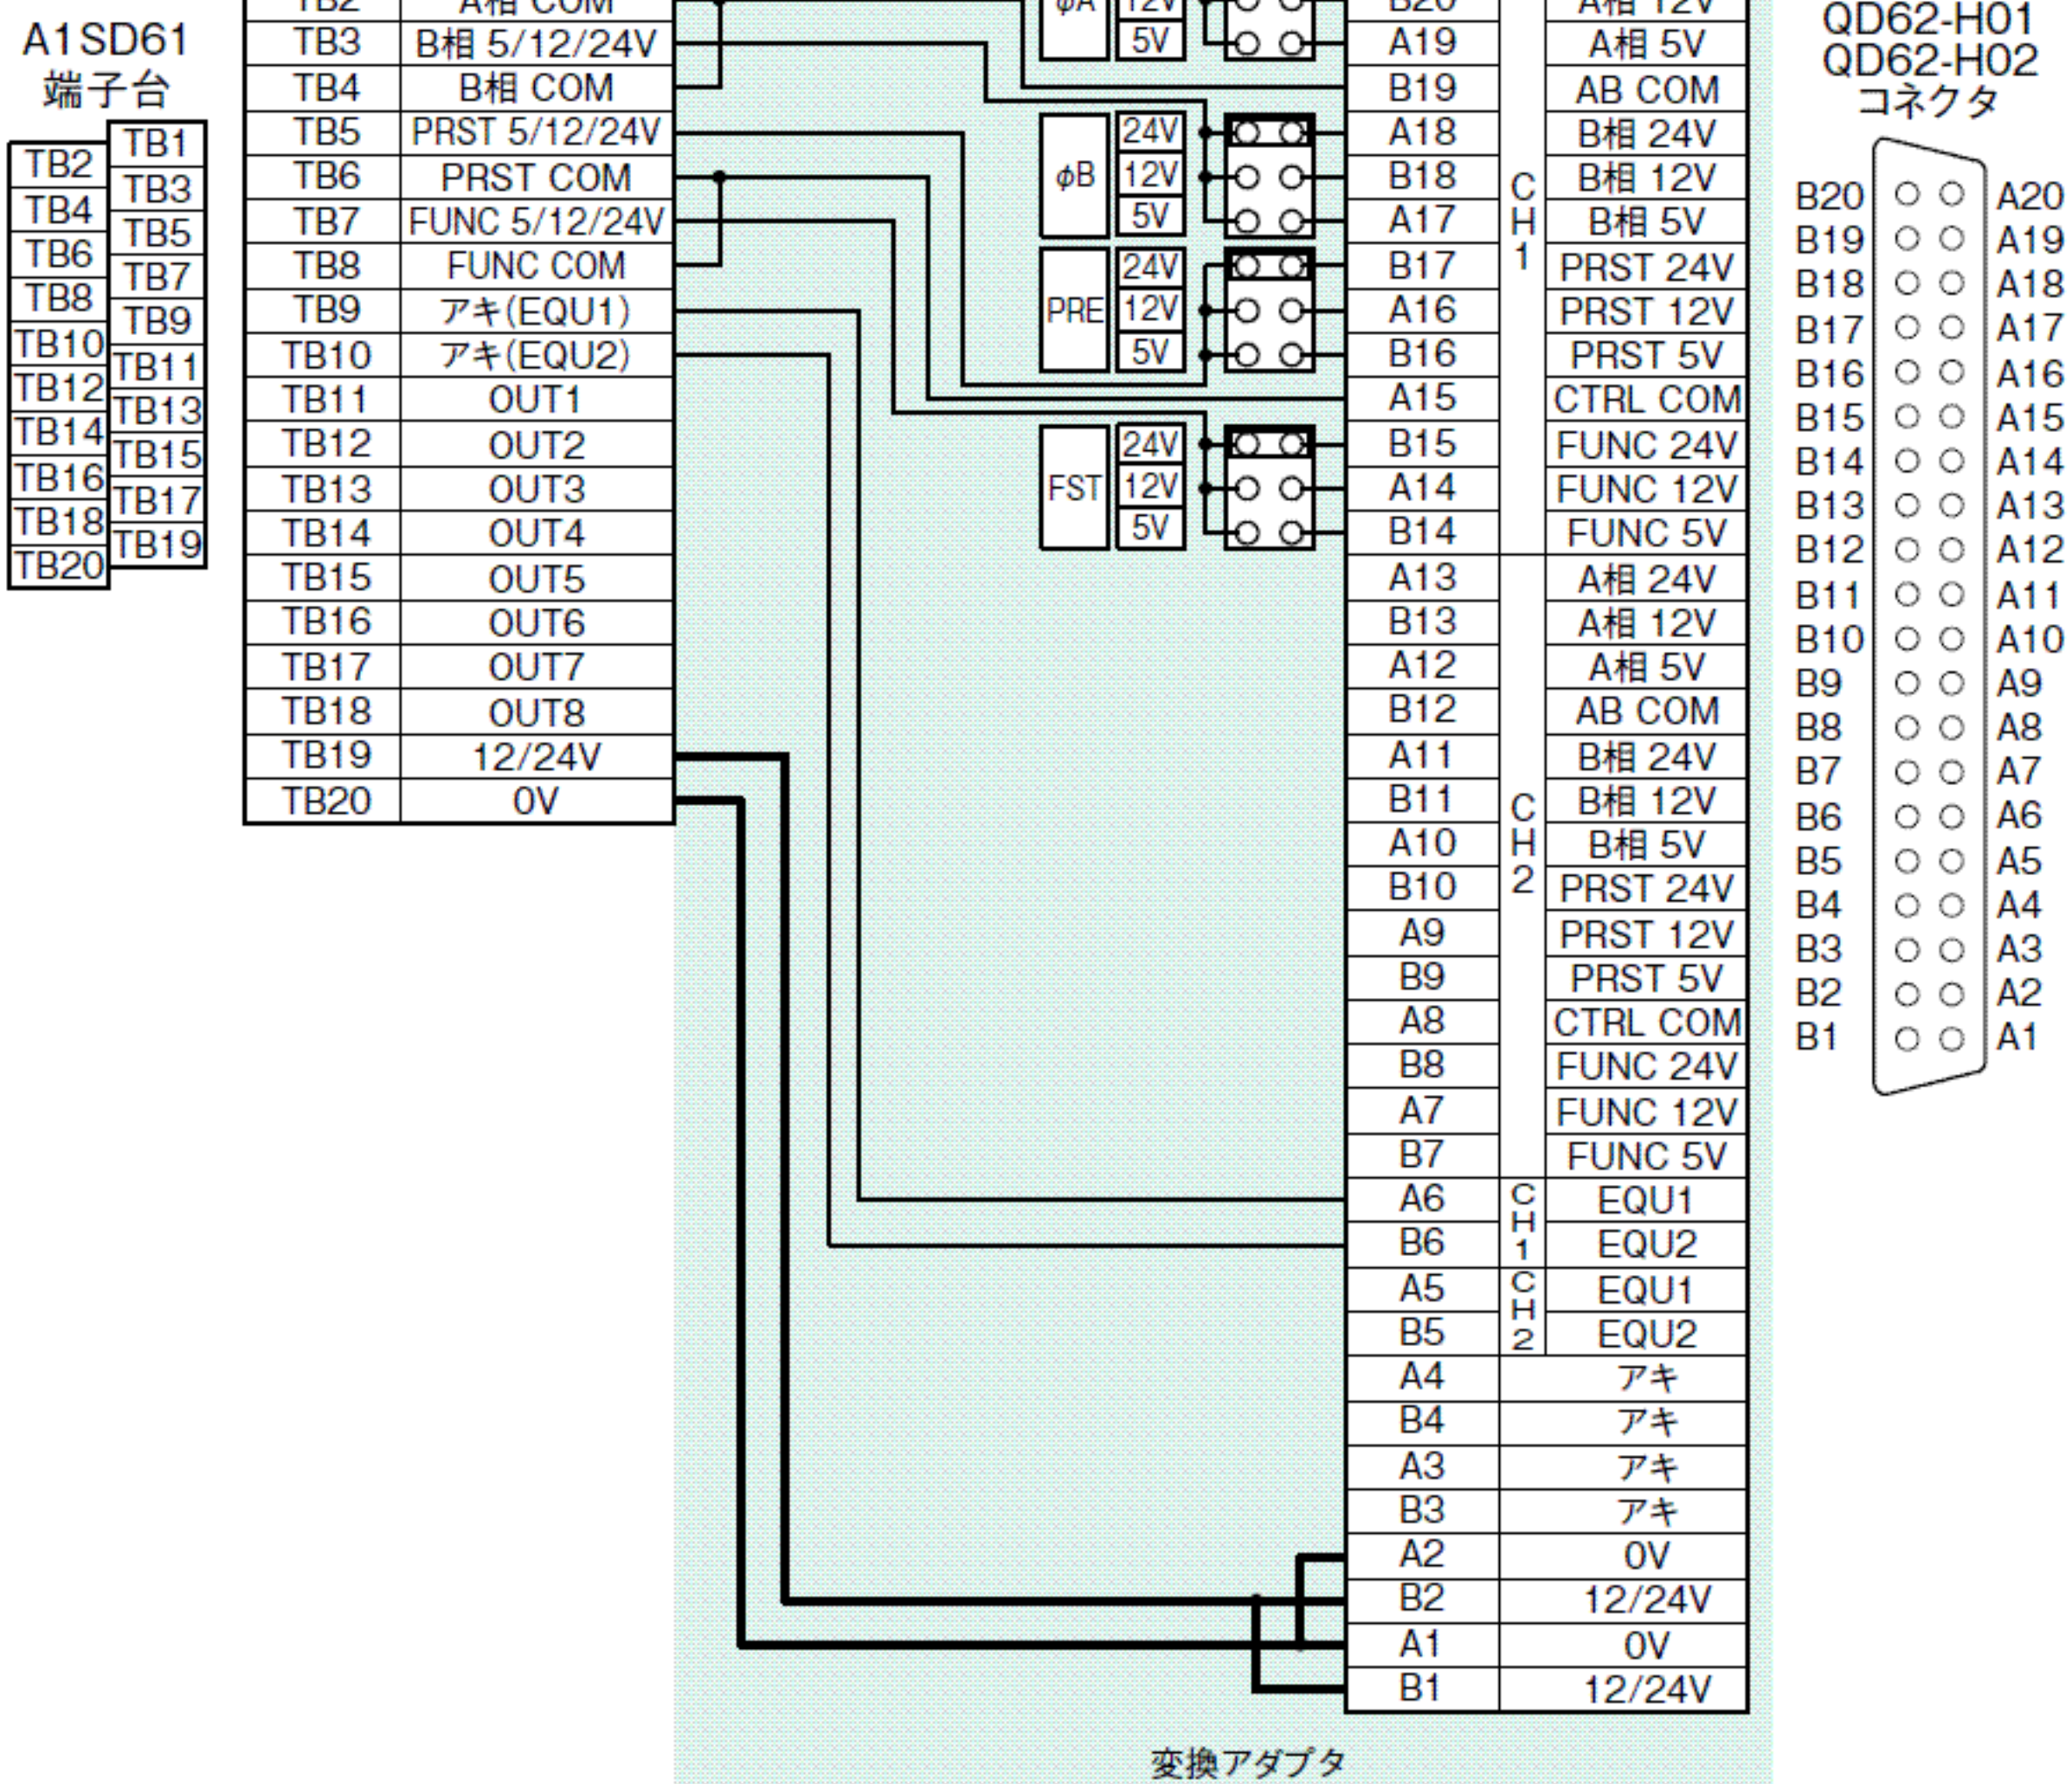 A1SD61
端子台
TB1
TB2
TB3
TB4
TB5
TB6
TB7
TB8
TB9
TB10
TB11
TB12
TB13
TB14
TB15
TB16
TB17
TB18
TB19
TB20
TB2 A相 COM
TB3 B相 5/12/24V
TB4 B相 COM
TB5 PRST 5/12/24V
TB6 PRST COM
TB7 FUNC 5/12/24V
TB8 FUNC COM
TB9 アキ(EQU1)
TB10 アキ(EQU2)
TB11 OUT1
TB12 OUT2
TB13 OUT3
TB14 OUT4
TB15 OUT5
TB16 OUT6
TB17 OUT7
TB18 OUT8
TB19 12/24V
TB20 0V
φA
12V
5V
φB
24V
12V
5V
PRE
24V
12V
5V
FST
24V
12V
5V
CH1
B20 A相 12V
A19 A相 5V
B19 AB COM
A18 B相 24V
B18 B相 12V
A17 B相 5V
B17 PRST 24V
A16 PRST 12V
B16 PRST 5V
A15 CTRL COM
B15 FUNC 24V
A14 FUNC 12V
B14 FUNC 5V
CH2
A13 A相 24V
B13 A相 12V
A12 A相 5V
B12 AB COM
A11 B相 24V
B11 B相 12V
A10 B相 5V
B10 PRST 24V
A9 PRST 12V
B9 PRST 5V
A8 CTRL COM
B8 FUNC 24V
A7 FUNC 12V
B7 FUNC 5V
CH1
A6 EQU1
B6 EQU2
CH2
A5 EQU1
B5 EQU2
A4 アキ
B4 アキ
A3 アキ
B3 アキ
A2 0V
B2 12/24V
A1 0V
B1 12/24V
変換アダプタ
QD62-H01
QD62-H02
コネクタ
B20 A20
B19 A19
B18 A18
B17 A17
B16 A16
B15 A15
B14 A14
B13 A13
B12 A12
B11 A11
B10 A10
B9 A9
B8 A8
B7 A7
B6 A6
B5 A5
B4 A4
B3 A3
B2 A2
B1 A1